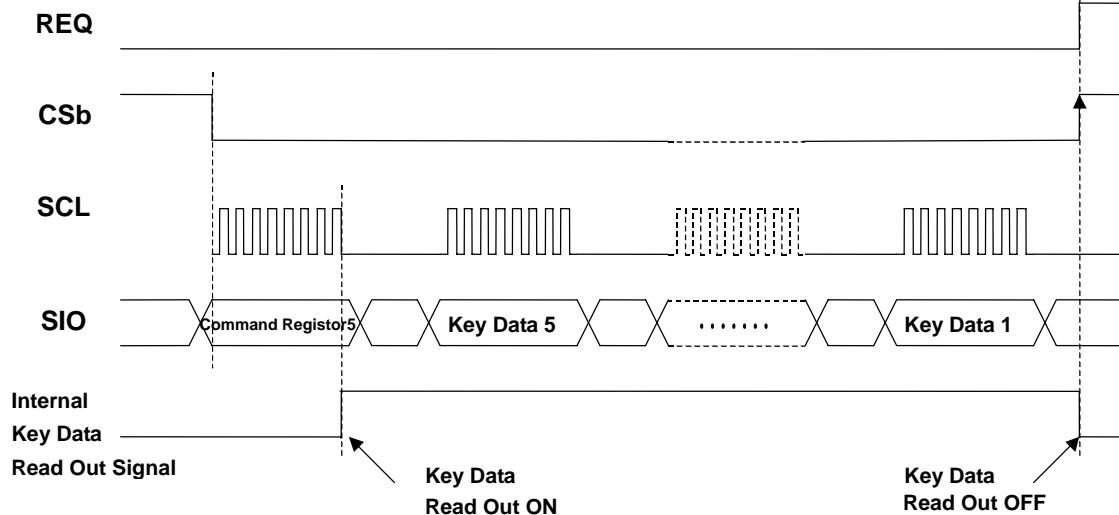 REQ
CSb
SCL
SIO
Command Registor5
Key Data 5
.......
Key Data 1
Internal
Key Data
Read Out Signal
Key Data
Read Out ON
Key Data
Read Out OFF